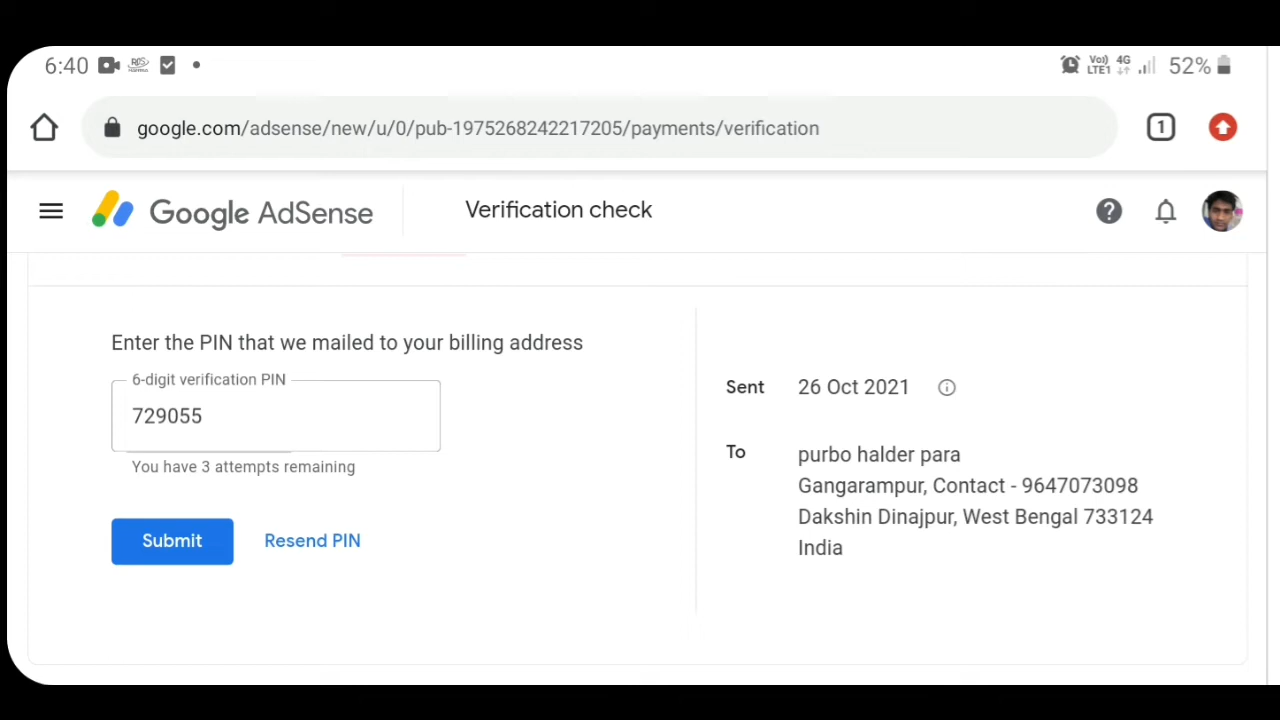 6:40
VoI) 4G
LTE1
52%
google.com/adsense/new/u/0/pub-1975268242217205/payments/verification
1
Google AdSense
Verification check
Enter the PIN that we mailed to your billing address
6-digit verification PIN
729055
You have 3 attempts remaining
Submit
Resend PIN
Sent 26 Oct 2021
To purbo halder para
Gangarampur, Contact - 9647073098
Dakshin Dinajpur, West Bengal 733124
India